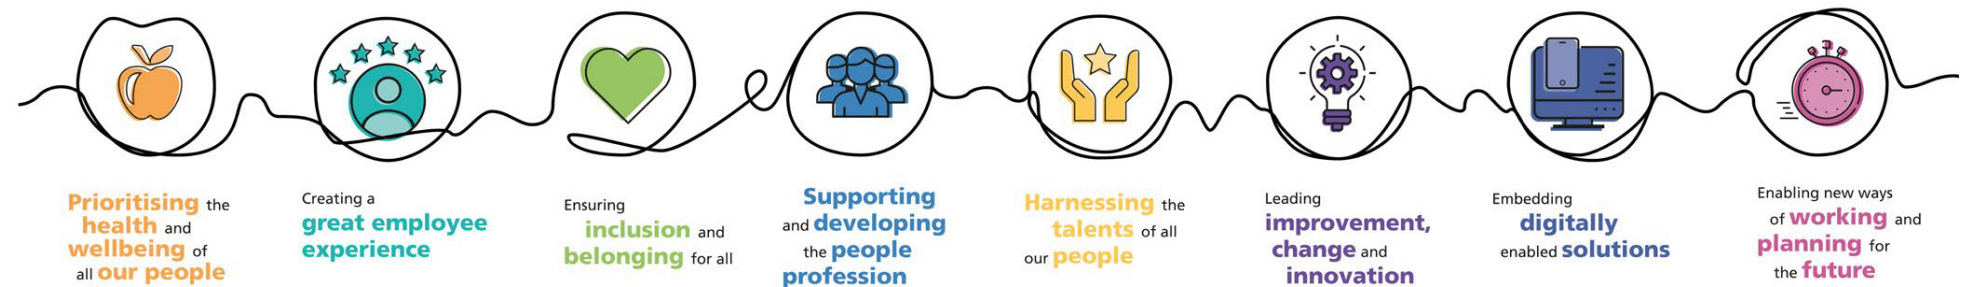 Prioritising the
health and
wellbeing of
all our people
Creating a
great employee
experience
Ensuring
inclusion and
belonging for all
Supporting
and developing
the people
profession
Harnessing the
talents of all
our people
Leading
improvement,
change and
innovation
Embedding
digitally
enabled solutions
Enabling new ways
of working and
planning for
the future